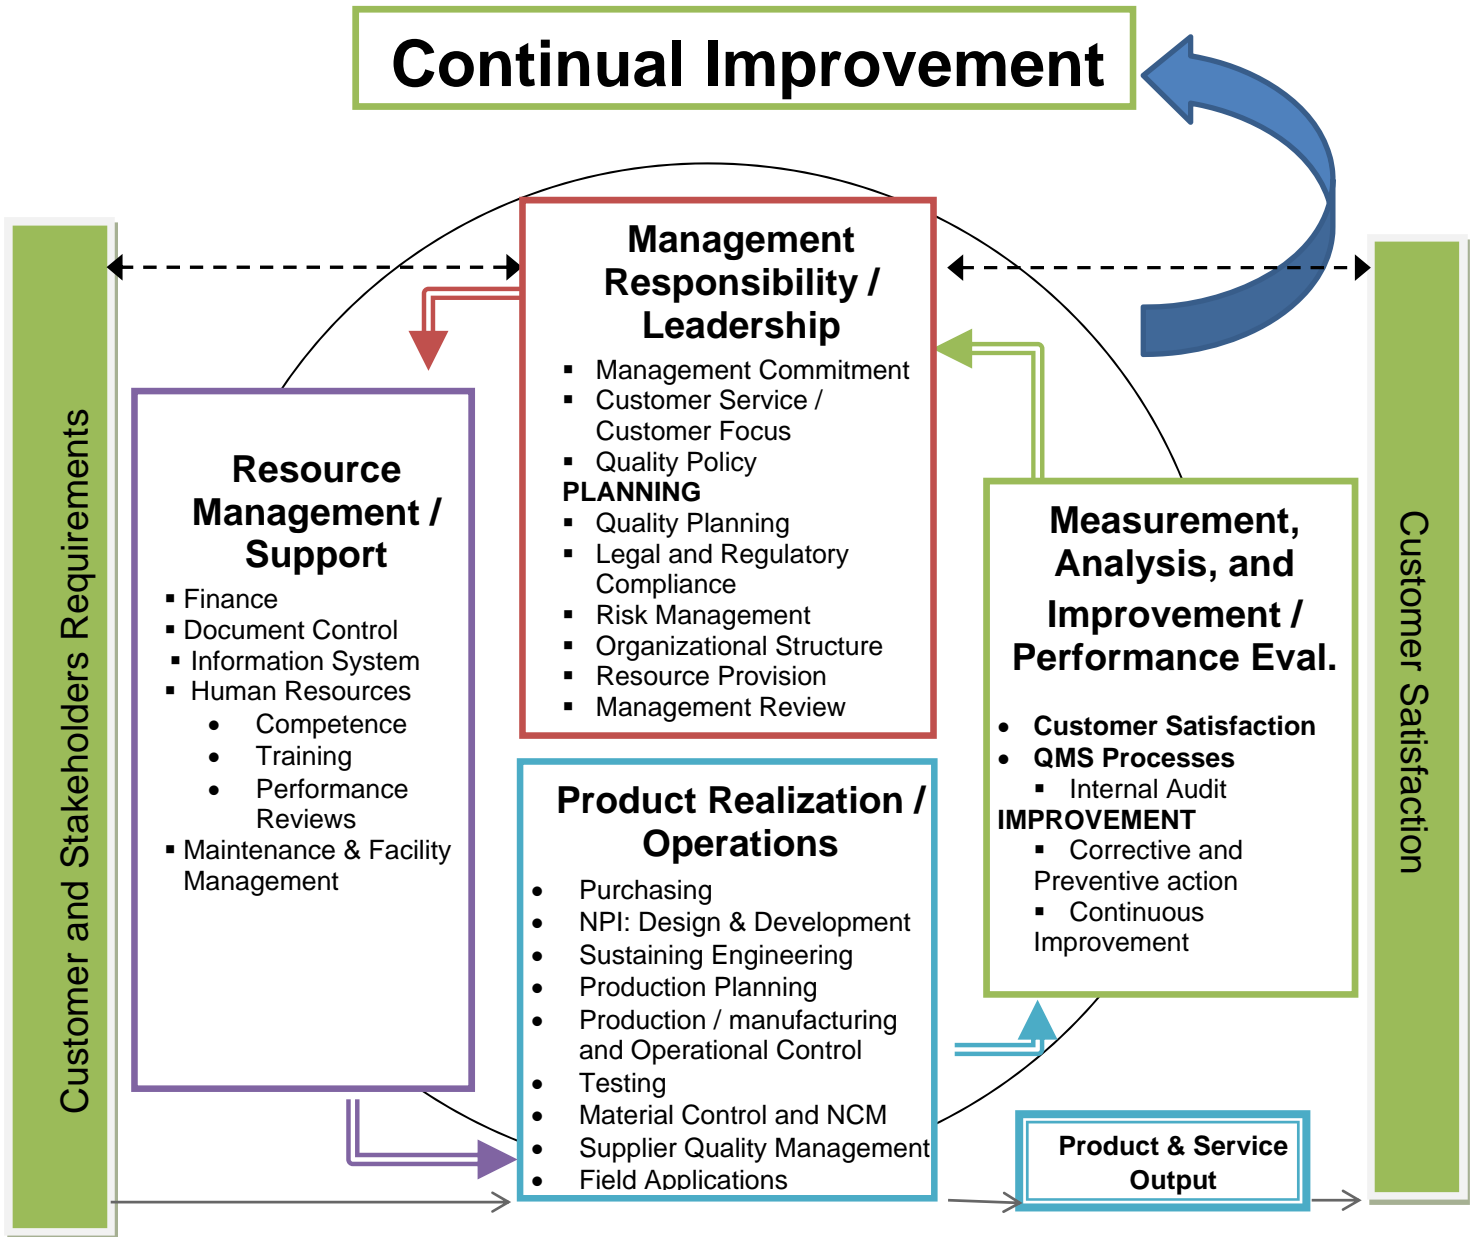 Continual Improvement
Customer and Stakeholders Requirements
Management
Responsibility /
Leadership
▪ Management Commitment
▪ Customer Service /
Customer Focus
▪ Quality Policy
PLANNING
▪ Quality Planning
▪ Legal and Regulatory
Compliance
▪ Risk Management
▪ Organizational Structure
▪ Resource Provision
▪ Management Review
Resource
Management /
Support
▪ Finance
▪ Document Control
▪ Information System
▪ Human Resources
• Competence
• Training
• Performance
Reviews
▪ Maintenance & Facility
Management
Product Realization /
Operations
• Purchasing
• NPI: Design & Development
• Sustaining Engineering
• Production Planning
• Production / manufacturing
and Operational Control
• Testing
• Material Control and NCM
• Supplier Quality Management
• Field Applications
Measurement,
Analysis, and
Improvement /
Performance Eval.
• Customer Satisfaction
• QMS Processes
▪ Internal Audit
IMPROVEMENT
▪ Corrective and
Preventive action
▪ Continuous
Improvement
Product & Service
Output
Customer Satisfaction